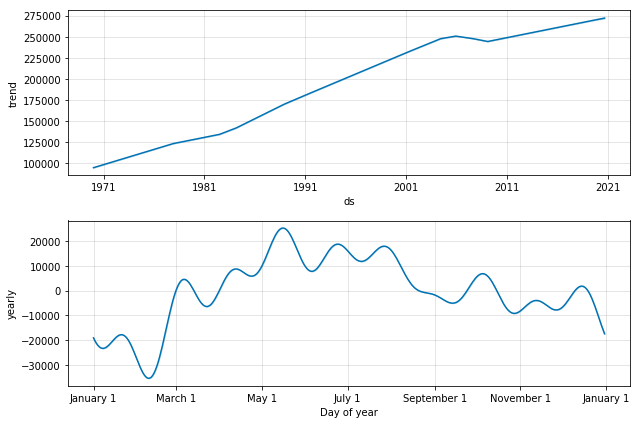 275000
250000
225000
200000
175000
150000
125000
100000
trend
1971 1981 1991 2001 2011 2021
ds
20000
10000
0
−10000
−20000
−30000
yearly
January 1 March 1 May 1 July 1 September 1 November 1 January 1
Day of year